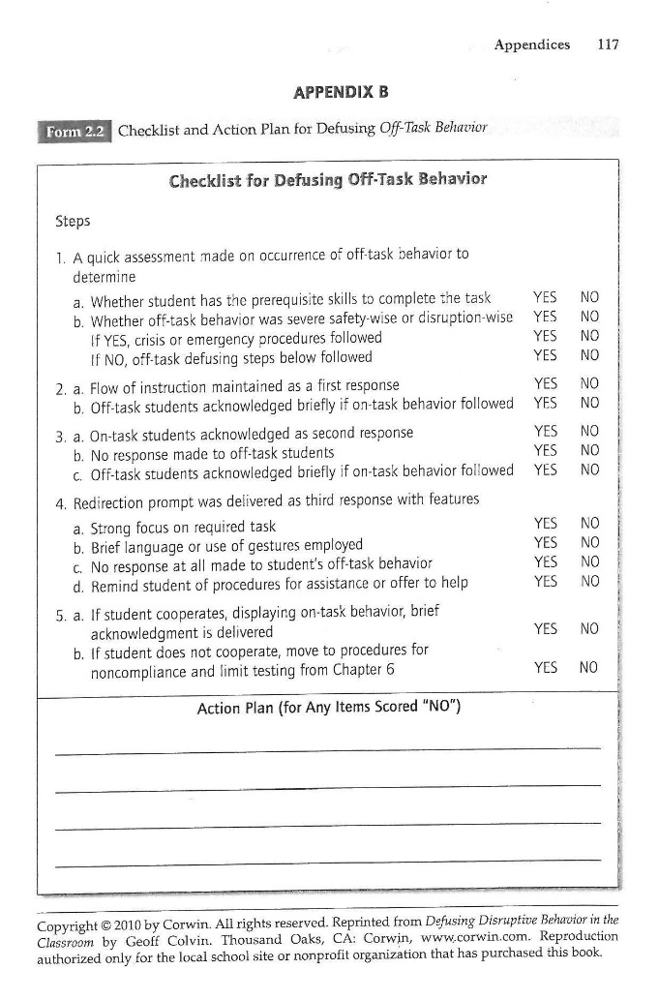 Appendices 117
APPENDIX B
Form 2.2 Checklist and Action Plan for Defusing Off-Task Behavior
Checklist for Defusing Off-Task Behavior
Steps
1. A quick assessment made on occurrence of off-task behavior to
determine
a. Whether student has the prerequisite skills to complete the task YES NO
b. Whether off-task behavior was severe safety-wise or disruption-wise YES NO
If YES, crisis or emergency procedures followed YES NO
If NO, off-task defusing steps below followed YES NO
2. a. Flow of instruction maintained as a first response YES NO
b. Off-task students acknowledged briefly if on-task behavior followed YES NO
3. a. On-task students acknowledged as second response YES NO
b. No response made to off-task students YES NO
c. Off-task students acknowledged briefly if on-task behavior followed YES NO
4. Redirection prompt was delivered as third response with features
a. Strong focus on required task YES NO
b. Brief language or use of gestures employed YES NO
c. No response at all made to student's off-task behavior YES NO
d. Remind student of procedures for assistance or offer to help YES NO
5. a. If student cooperates, displaying on-task behavior, brief
acknowledgment is delivered YES NO
b. If student does not cooperate, move to procedures for
noncompliance and limit testing from Chapter 6 YES NO
Action Plan (for Any Items Scored "NO")
Copyright © 2010 by Corwin. All rights reserved. Reprinted from Defusing Disruptive Behavior in the
Classroom by Geoff Colvin. Thousand Oaks, CA: Corwin, www.corwin.com. Reproduction
authorized only for the local school site or nonprofit organization that has purchased this book.